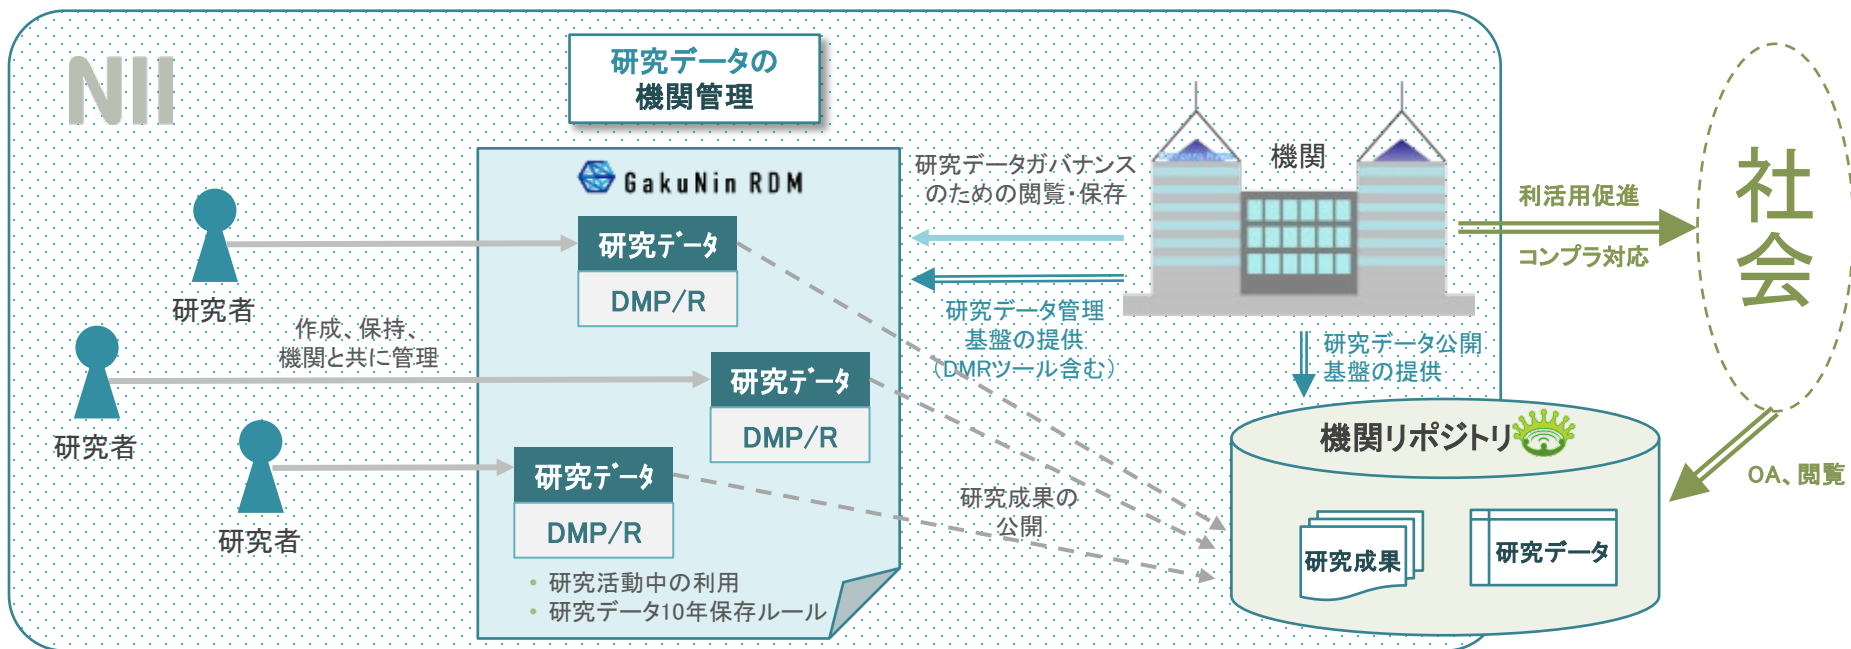 NII
研究データの
機関管理
GakuNin RDM
研究データ
DMP/R
研究データ
DMP/R
研究データ
DMP/R
・研究活動中の利用
・研究データ10年保存ルール
研究者
研究者
研究者
作成、保持、
機関と共に管理
研究データガバナンス
のための閲覧・保存
研究データ管理
基盤の提供
（DMRツール含む）
機関
研究データ公開
基盤の提供
研究成果の
公開
機関リポジトリ
研究成果
研究データ
利活用促進
コンプラ対応
社会
OA、閲覧